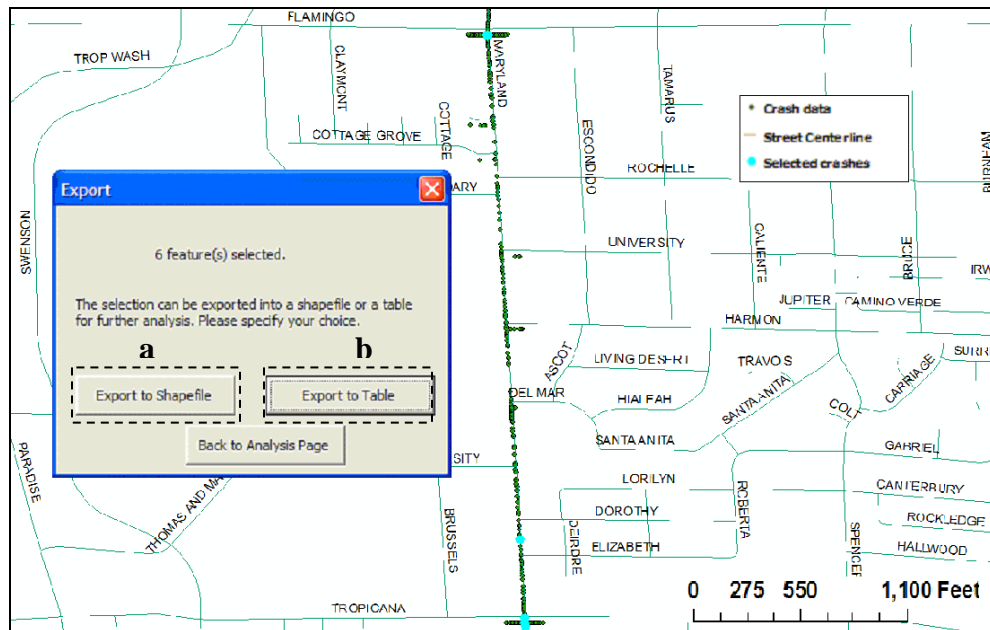 FLAMINGO
TROP WASH
CLAYMONT
MARYLAND
TAMARUS
Crash data
Street Centerline
Selected crashes
COTTAGE GROVE
COTTAGE
ESCONDIDO
ROCHELLE
BURNHAM
Export
DARY
SWENSON
6 feature(s) selected.
UNIVERSITY
CALIENTE
BRUCE
IRW
The selection can be exported into a shapefile or a table
for further analysis. Please specify your choice.
JUPITER
CAMINO VERDE
HARMON
a
b
ASCOT
LIVING DESERT
TRAVOIS
SURRE
CARRIAGE
Export to Shapefile
Export to Table
DEL MAR
HIALEAH
SANTA ANITA
COLT
Back to Analysis Page
SANTA ANITA
GABRIEL
PARADISE
SITY
LORILYN
ROBERTA
CANTERBURY
THOMAS AND MA
BRUSSELS
DOROTHY
DEIRDRE
SPENCER
ROCKLEDGE
ELIZABETH
HALLWOOD
0 275 550 1,100 Feet
TROPICANA